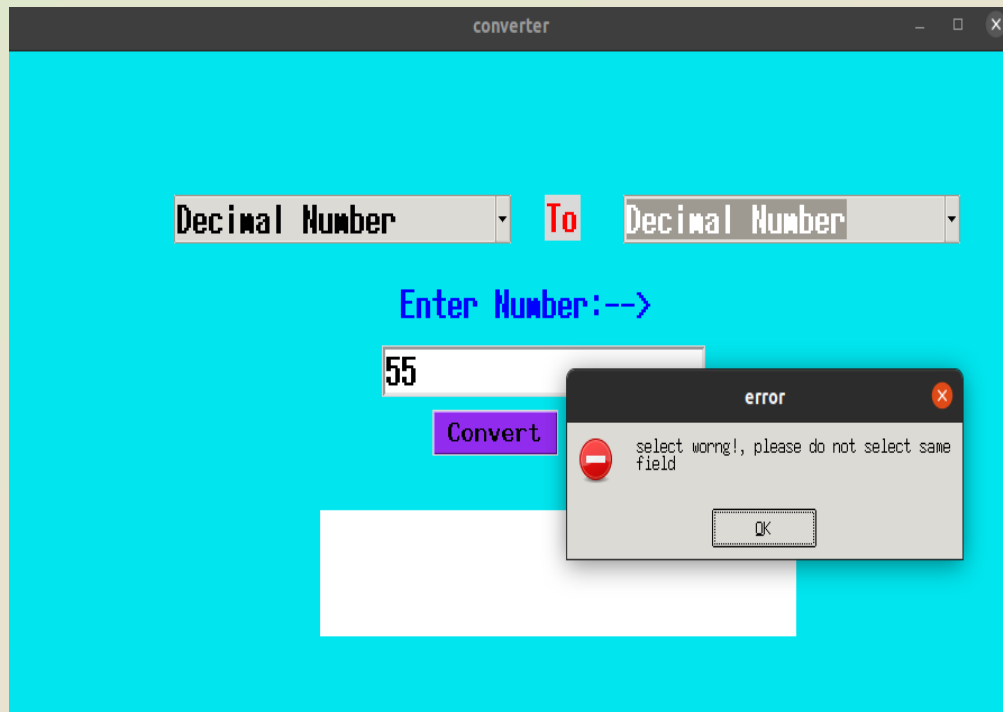 converter
Decimal Number To Decimal Number
Enter Number:-->
55
Convert
error
select worng!, please do not select same
field
OK